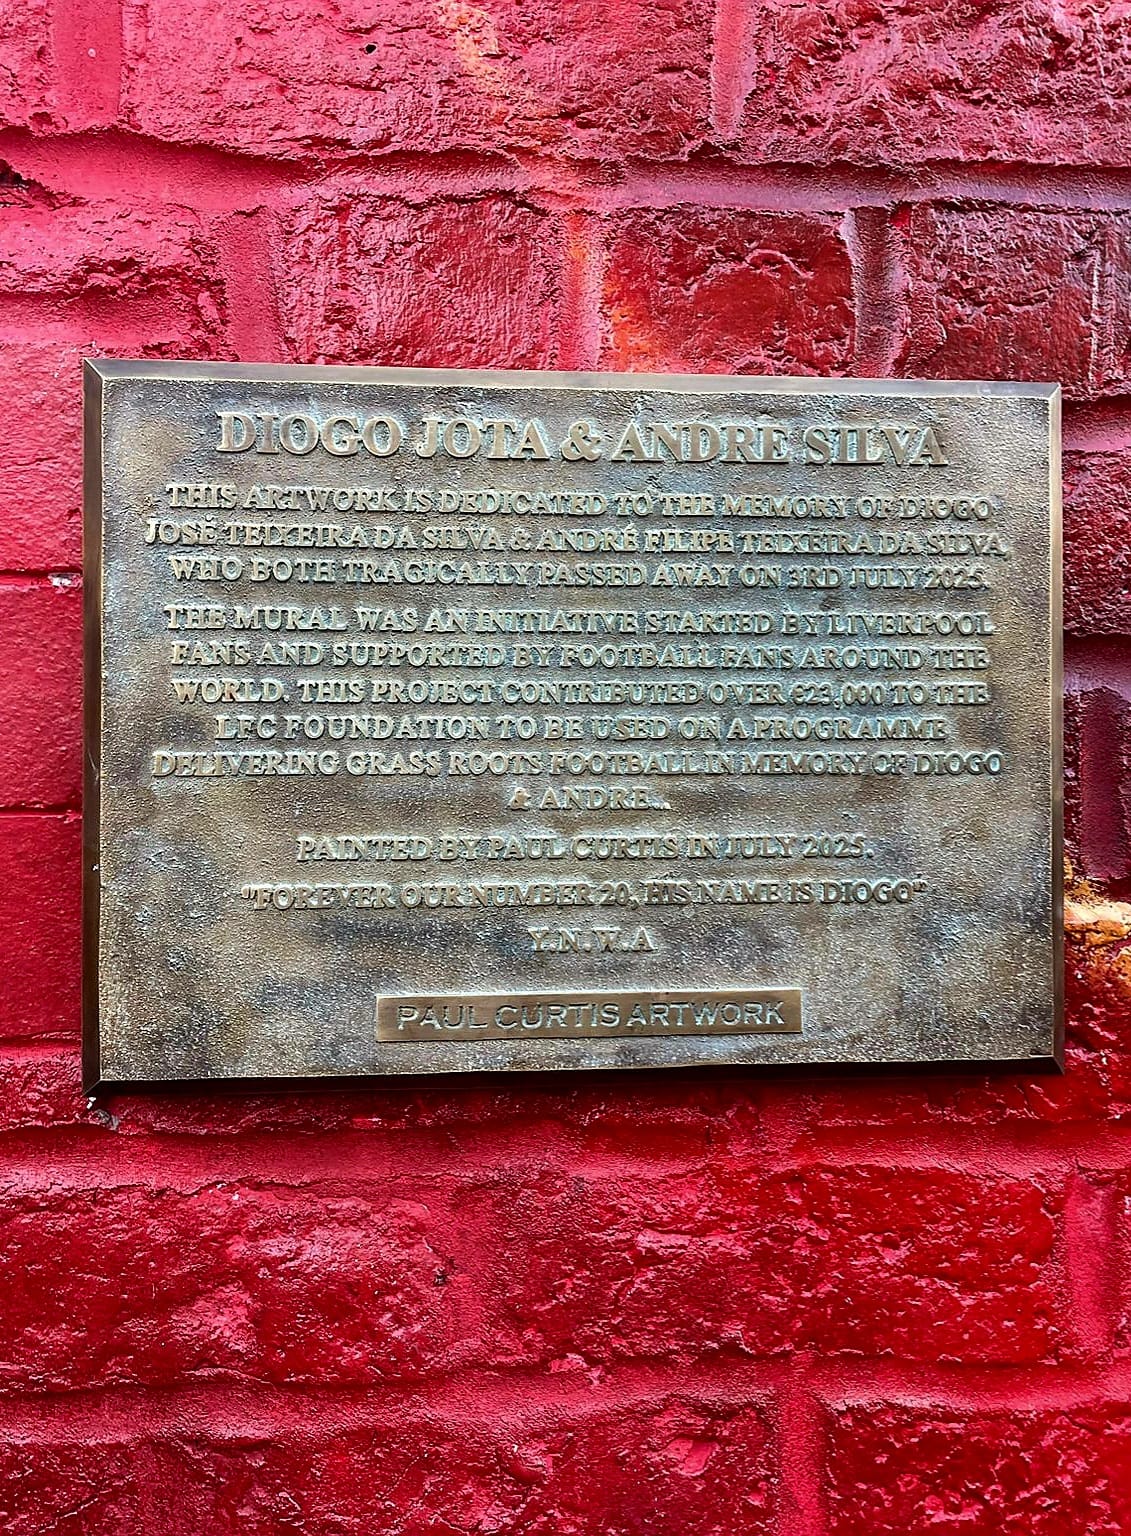 DIOGO JOTA & ANDRE SILVA
THIS ARTWORK IS DEDICATED TO THE MEMORY OF DIOGO
JOSÉ TEIXEIRA DA SILVA & ANDRÉ FILIPE TEIXEIRA DA SILVA,
WHO BOTH TRAGICALLY PASSED AWAY ON 3RD JULY 2025.
THE MURAL WAS AN INITIATIVE STARTED BY LIVERPOOL
FANS AND SUPPORTED BY FOOTBALL FANS AROUND THE
WORLD. THIS PROJECT CONTRIBUTED OVER £23,000 TO THE
LFC FOUNDATION TO BE USED ON A PROGRAMME
DELIVERING GRASS ROOTS FOOTBALL IN MEMORY OF DIOGO
& ANDRE...
PAINTED BY PAUL CURTIS IN JULY 2025.
"FOREVER OUR NUMBER 20, HIS NAME IS DIOGO"
Y.N.W.A
PAUL CURTIS ARTWORK